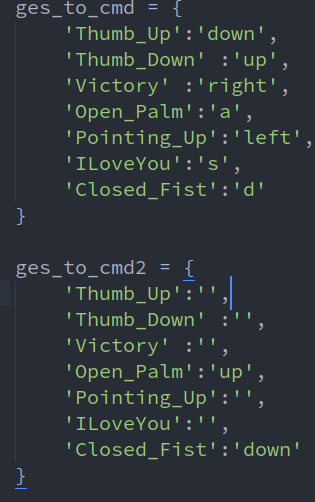 ges_to_cmd = {
    'Thumb_Up':'down',
    'Thumb_Down' :'up',
    'Victory' :'right',
    'Open_Palm':'a',
    'Pointing_Up':'left',
    'ILoveYou':'s',
    'Closed_Fist':'d'
}
ges_to_cmd2 = {
    'Thumb_Up':'',
    'Thumb_Down' :'',
    'Victory' :'',
    'Open_Palm':'up',
    'Pointing_Up':'',
    'ILoveYou':'',
    'Closed_Fist':'down'
}